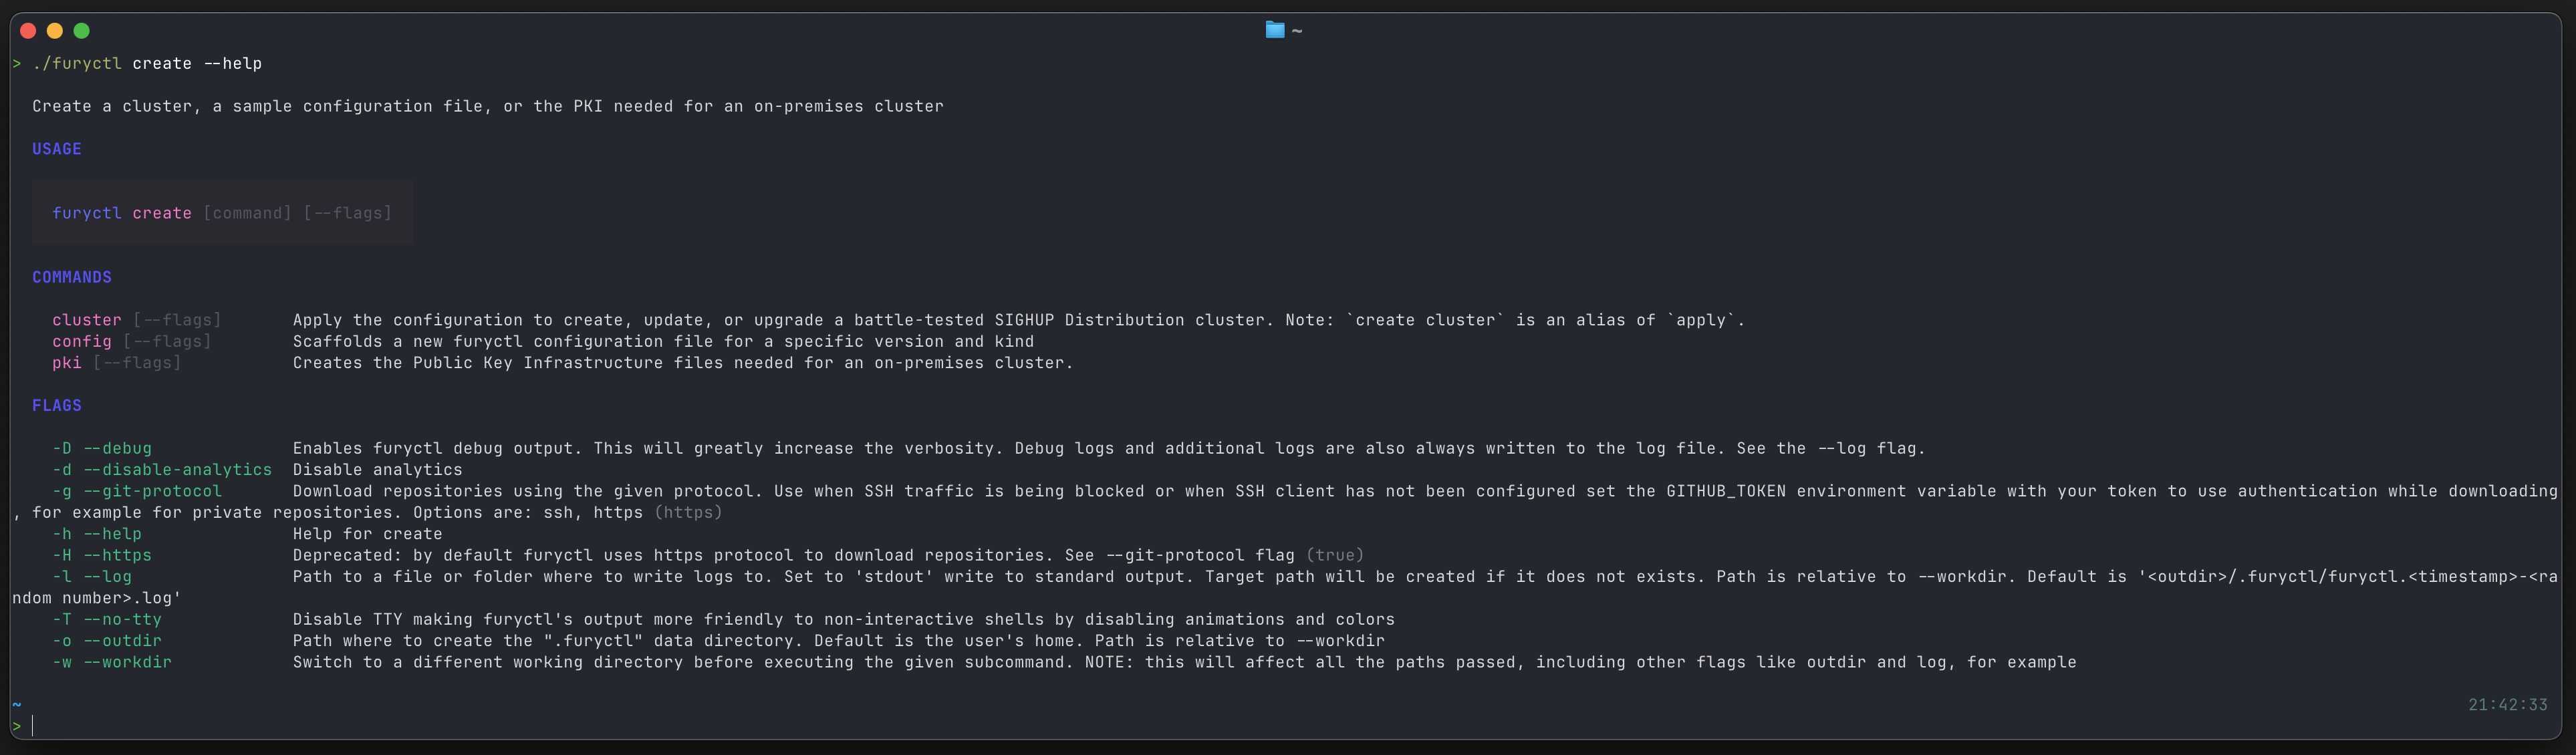 ~
> ./furyctl create --help
Create a cluster, a sample configuration file, or the PKI needed for an on-premises cluster
USAGE
furyctl create [command] [--flags]
COMMANDS
cluster [--flags] Apply the configuration to create, update, or upgrade a battle-tested SIGHUP Distribution cluster. Note: `create cluster` is an alias of `apply`.
config [--flags] Scaffolds a new furyctl configuration file for a specific version and kind
pki [--flags] Creates the Public Key Infrastructure files needed for an on-premises cluster.
FLAGS
-D --debug Enables furyctl debug output. This will greatly increase the verbosity. Debug logs and additional logs are also always written to the log file. See the --log flag.
-d --disable-analytics Disable analytics
-g --git-protocol Download repositories using the given protocol. Use when SSH traffic is being blocked or when SSH client has not been configured set the GITHUB_TOKEN environment variable with your token to use authentication while downloading
, for example for private repositories. Options are: ssh, https (https)
-h --help Help for create
-H --https Deprecated: by default furyctl uses https protocol to download repositories. See --git-protocol flag (true)
-l --log Path to a file or folder where to write logs to. Set to 'stdout' write to standard output. Target path will be created if it does not exists. Path is relative to --workdir. Default is '<outdir>/.furyctl/furyctl.<timestamp>-<ra
ndom number>.log'
-T --no-tty Disable TTY making furyctl's output more friendly to non-interactive shells by disabling animations and colors
-o --outdir Path where to create the ".furyctl" data directory. Default is the user's home. Path is relative to --workdir
-w --workdir Switch to a different working directory before executing the given subcommand. NOTE: this will affect all the paths passed, including other flags like outdir and log, for example
~ 21:42:33
>